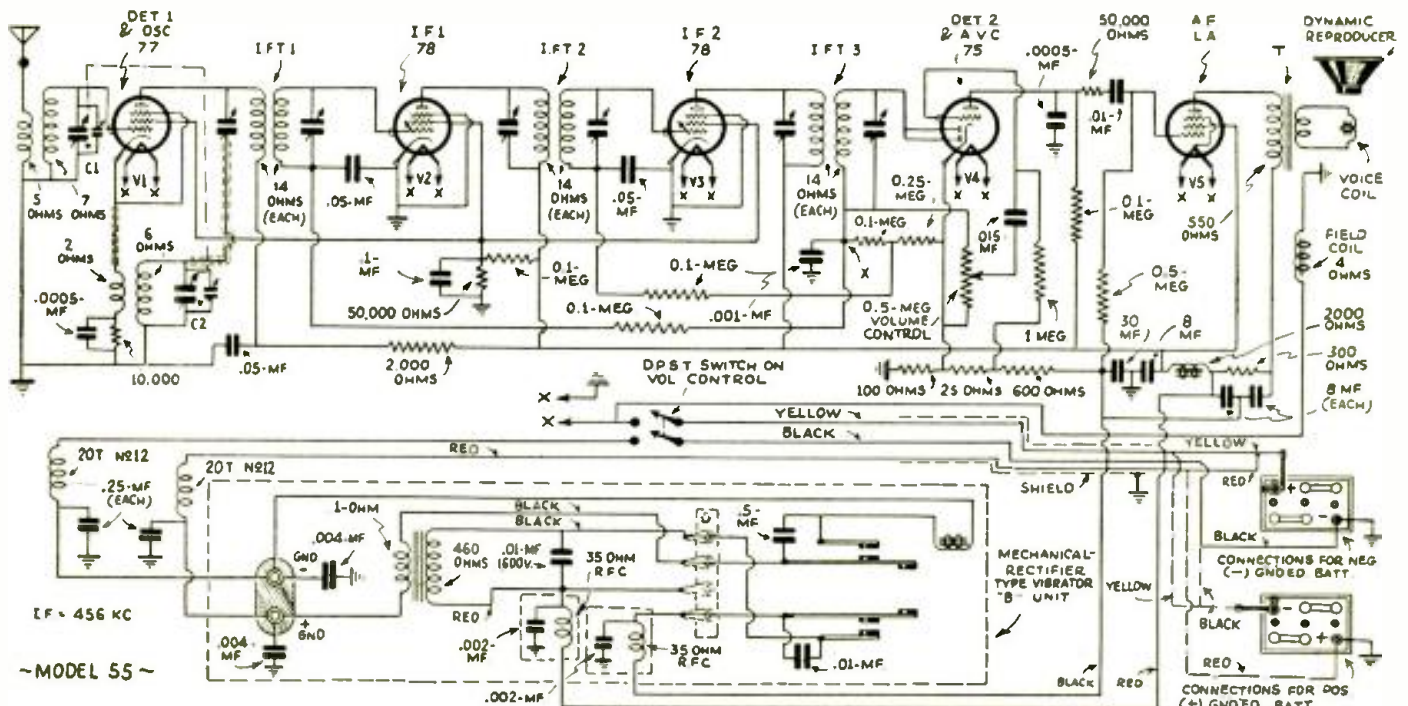 DET 1
& OSC
77
I F T 1
I F 1
78
I.F T 2
I F 2
78
I F T 3
DET 2
& A V C
75
.0005-
MF
50,000
OHMS
A F
L A
T
DYNAMIC
REPRODUCER
.01-
MF
C1
V1
X X
V2
X X
V3
X X
V4
X X
V5
X X
5
OHMS
7
OHMS
14
OHMS
(EACH)
.05-MF
14
OHMS
(EACH)
.05-
MF
14
OHMS
(EACH)
0.25-
MEG
0.1-MEG
015
MF
0.1-
MEG
550
OHMS
VOICE
COIL
FIELD
COIL
4
OHMS
2
OHMS
6
OHMS
.0005-
MF
C2
.1-
MF
0.1-
MEG
50,000 OHMS
0.1-MEG
0.1-MEG
.001-MF
X
0.5-MEG
VOLUME
CONTROL
1 MEG
0.5-
MEG
30
MF
8
MF
2000
OHMS
300
OHMS
8 MF
(EACH)
10.000
.05-MF
2.000
OHMS
DPST SWITCH ON
VOL CONTROL
100 OHMS
25 OHMS
600 OHMS
X
X
YELLOW
BLACK
RED
YELLOW
RED
20T Nº12
20T Nº12
.25-MF
(EACH)
SHIELD
+
-
BLACK
CONNECTIONS FOR NEG
(-) GNDED BATT.
1-OHM
BLACK
BLACK
.5-
MF
.004-MF
GND
-
+
GND
.004-
MF
460
OHMS
.01-MF
1600V.
35 OHM
RFC
RED
.002-
MF
35 OHM
RFC
.002-MF
.01-MF
MECHANICAL-
RECTIFIER
TYPE VIBRATOR
"B" UNIT
YELLOW
BLACK
-
+
RED
BLACK
RED
CONNECTIONS FOR POS
(+) GNDED BATT.
I.F = 456 KC
~MODEL 55~